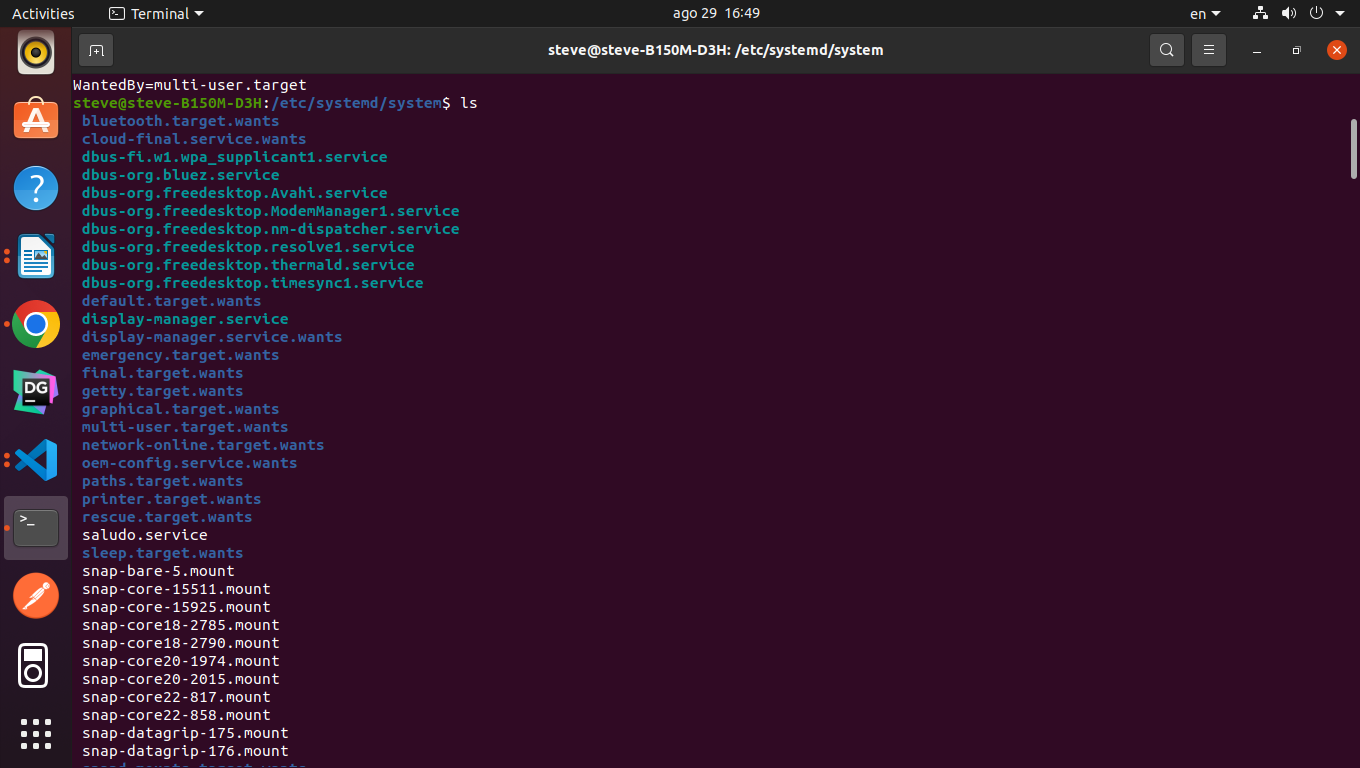 Activities Terminal ago 29 16:49 en
steve@steve-B150M-D3H: /etc/systemd/system
WantedBy=multi-user.target
steve@steve-B150M-D3H:/etc/systemd/system$ ls
bluetooth.target.wants
cloud-final.service.wants
dbus-fi.w1.wpa_supplicant1.service
dbus-org.bluez.service
dbus-org.freedesktop.Avahi.service
dbus-org.freedesktop.ModemManager1.service
dbus-org.freedesktop.nm-dispatcher.service
dbus-org.freedesktop.resolve1.service
dbus-org.freedesktop.thermald.service
dbus-org.freedesktop.timesync1.service
default.target.wants
display-manager.service
display-manager.service.wants
emergency.target.wants
final.target.wants
getty.target.wants
graphical.target.wants
multi-user.target.wants
network-online.target.wants
oem-config.service.wants
paths.target.wants
printer.target.wants
rescue.target.wants
saludo.service
sleep.target.wants
snap-bare-5.mount
snap-core-15511.mount
snap-core-15925.mount
snap-core18-2785.mount
snap-core18-2790.mount
snap-core20-1974.mount
snap-core20-2015.mount
snap-core22-817.mount
snap-core22-858.mount
snap-datagrip-175.mount
snap-datagrip-176.mount
DG